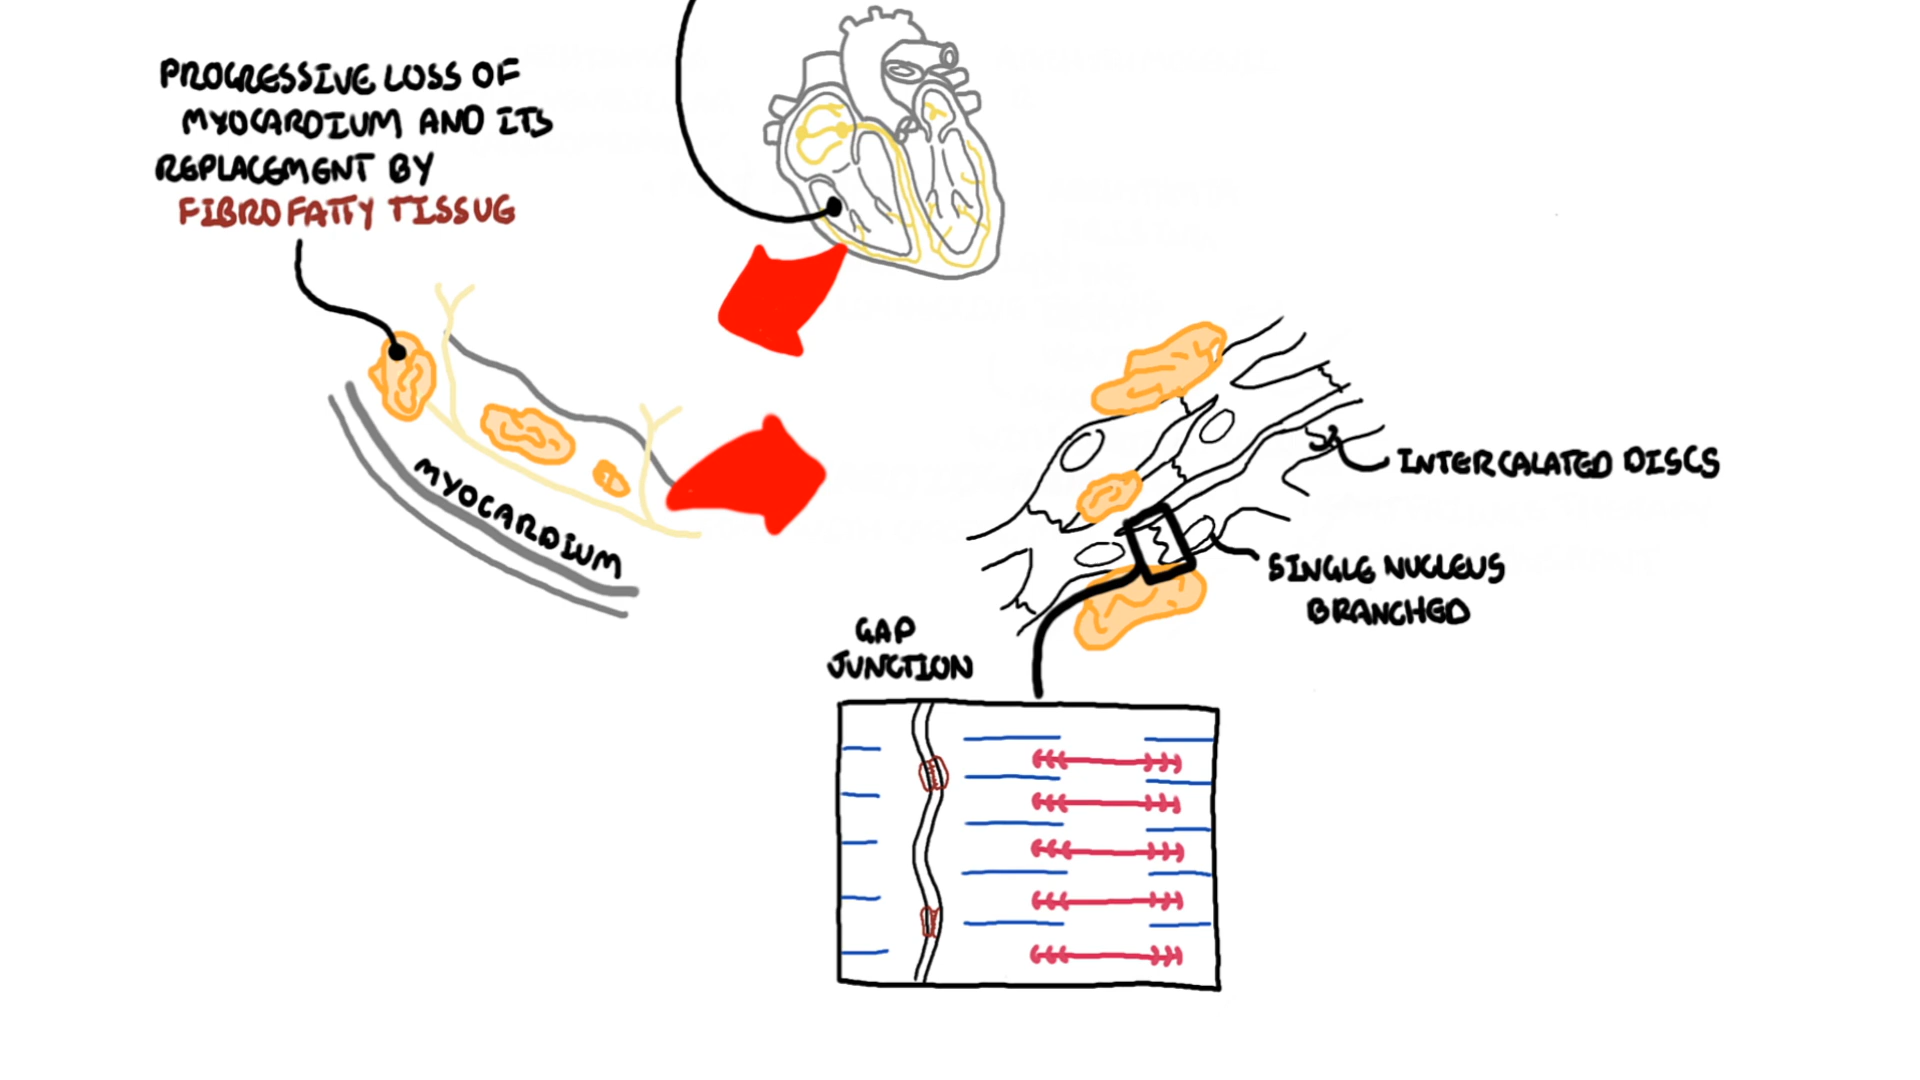 PROGRESSIVE LOSS OF
MYOCARDIUM AND ITS
REPLACEMENT BY
FIBROFATTY TISSUE
MYOCARDIUM
INTERCALATED DISCS
SINGLE NUCLEUS
BRANCHED
GAP
JUNCTION